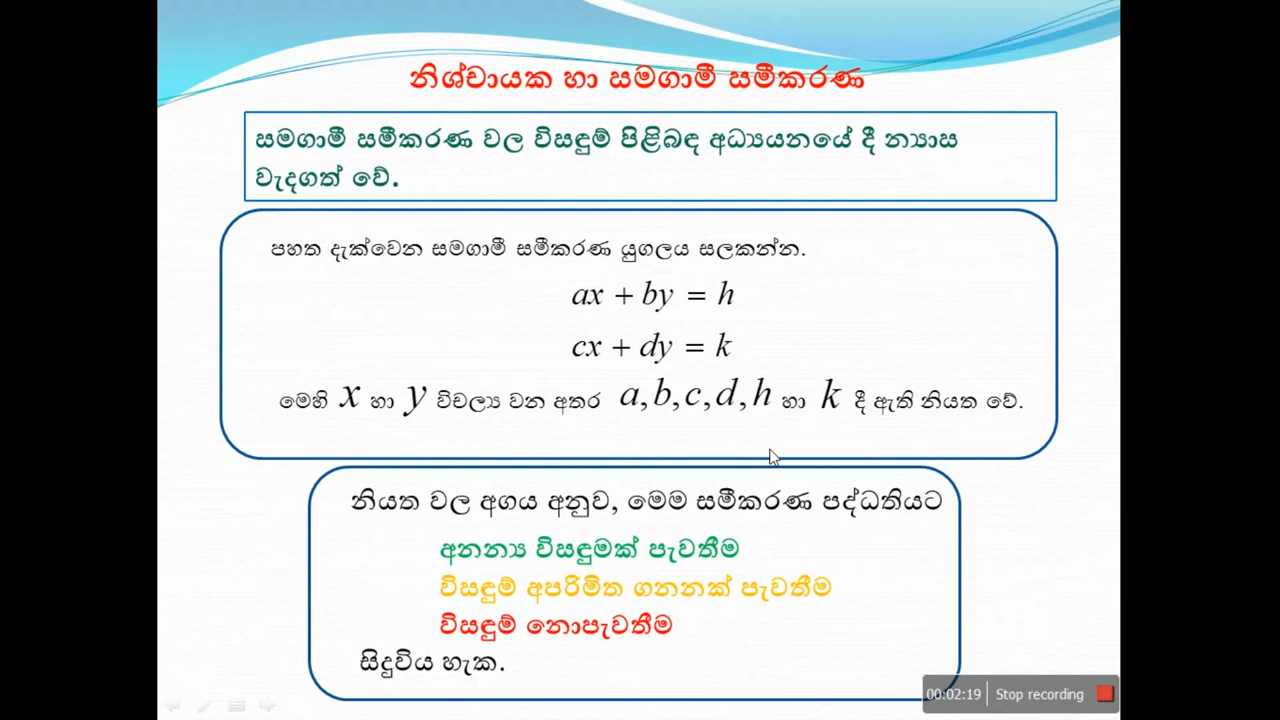 නිශ්චායක හා සමගාමී සමීකරණ
සමගාමී සමීකරණ වල විසඳුම් පිළිබඳ අධ්‍යයනයේ දී න්‍යාස
වැදගත් වේ.
පහත දැක්වෙන සමගාමී සමීකරණ යුගලය සලකන්න.
ax + by = h
cx + dy = k
මෙහි x හා y විචල්‍ය වන අතර a,b,c,d,h හා k දී ඇති නියත වේ.
නියත වල අගය අනුව, මෙම සමීකරණ පද්ධතියට
අනන්‍ය විසඳුමක් පැවතීම
විසඳුම් අපරිමිත ගනනක් පැවතීම
විසඳුම් නොපැවතීම
සිදුවිය හැක.
00:02:19 Stop recording